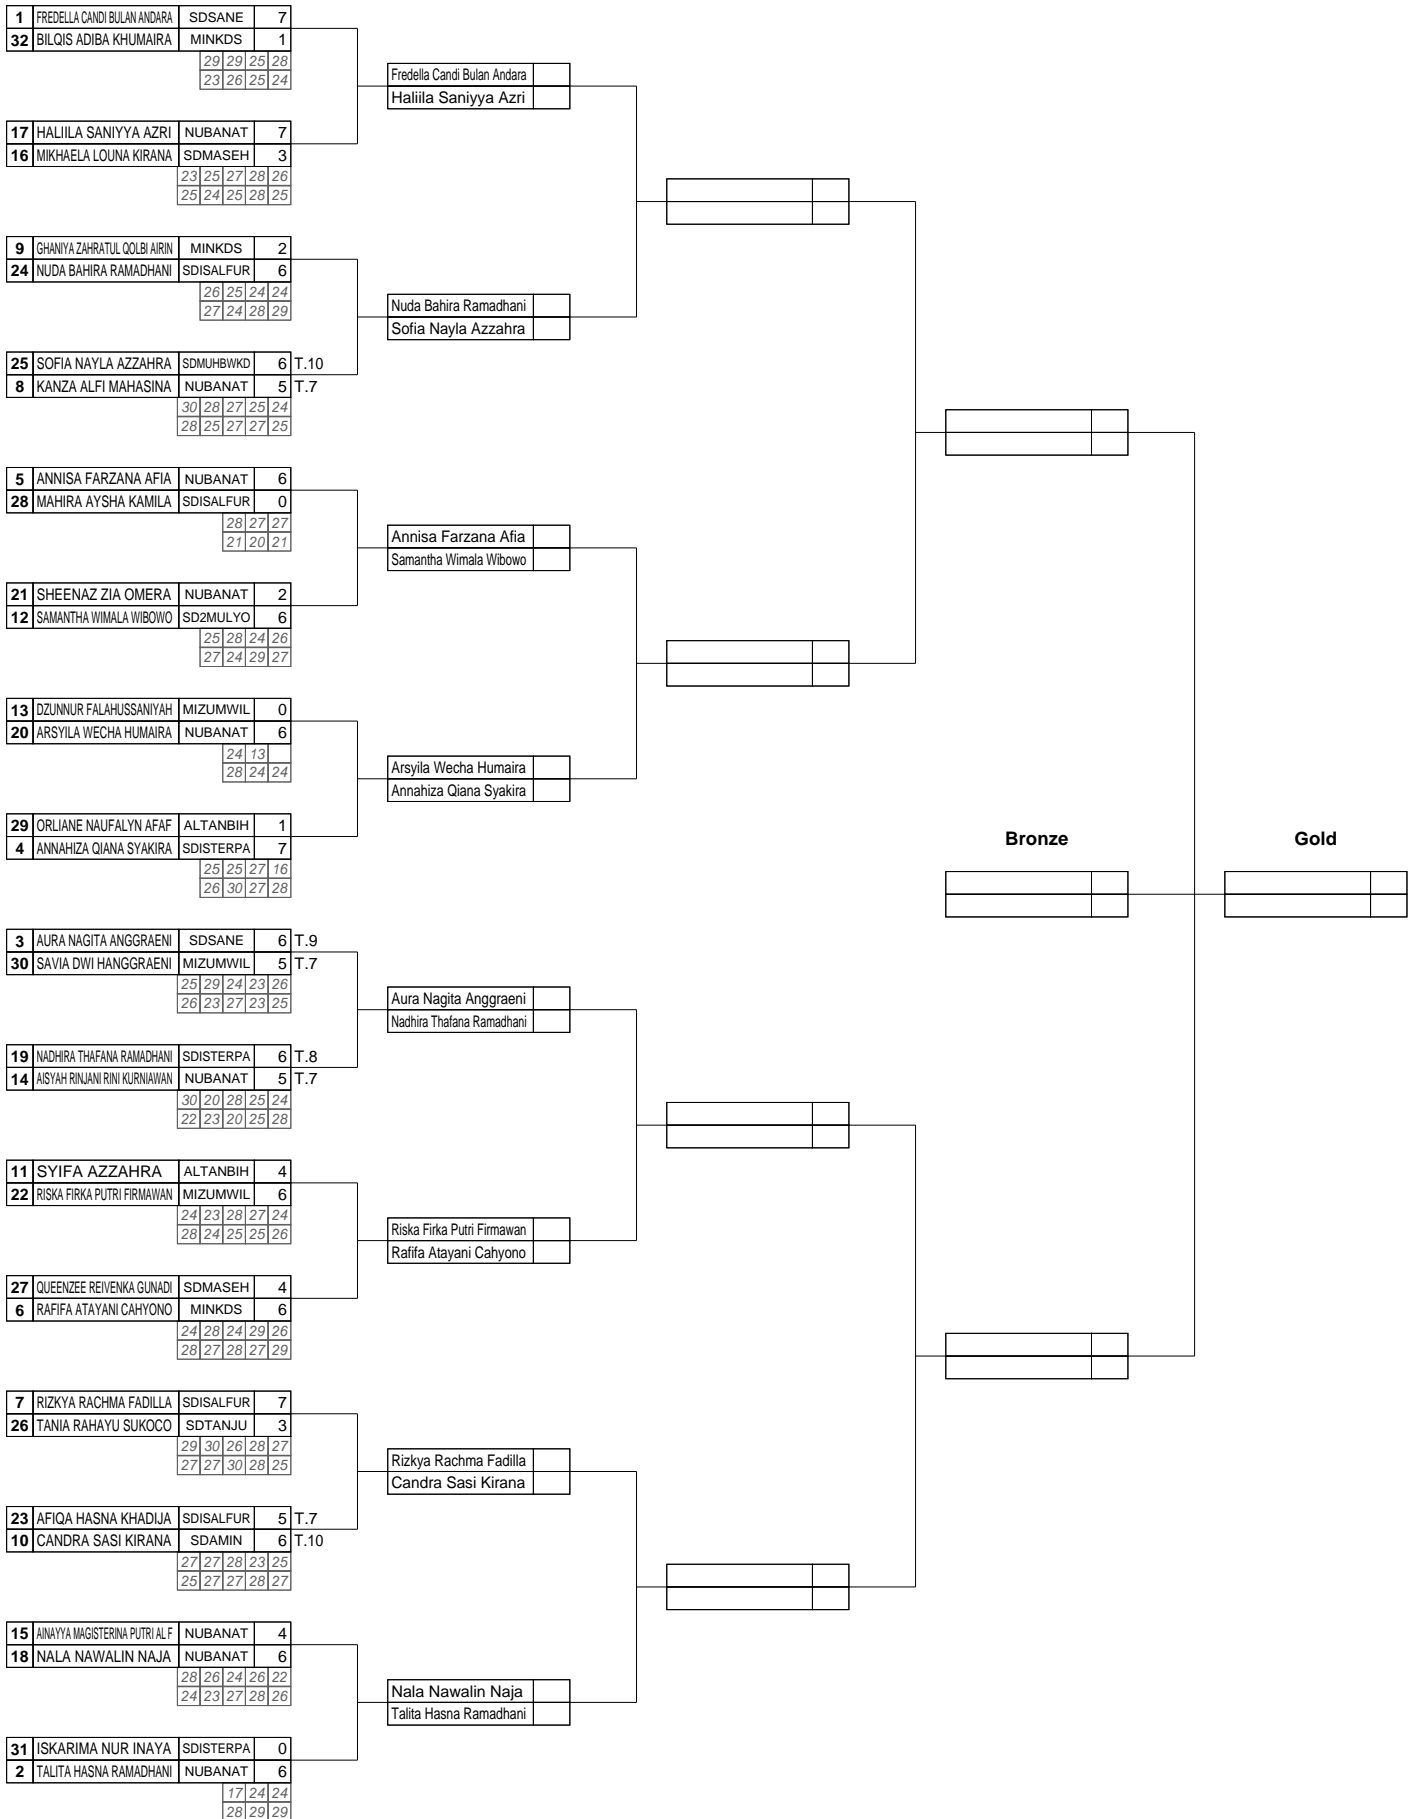 1 FREDELLA CANDI BULAN ANDARA SDSANE 7
32 BILQIS ADIBA KHUMAIRA MINKDS 1
29 29 25 28
23 26 25 24
Fredella Candi Bulan Andara
Haliila Saniyya Azri
17 HALIILA SANIYYA AZRI NUBANAT 7
16 MIKHAELA LOUNA KIRANA SDMASEH 3
23 25 27 28 26
25 24 25 28 25
9 GHANIYA ZAHRATUL QOLBI AIRIN MINKDS 2
24 NUDA BAHIRA RAMADHANI SDISALFUR 6
26 25 24 24
27 24 28 29
Nuda Bahira Ramadhani
Sofia Nayla Azzahra
25 SOFIA NAYLA AZZAHRA SDMUHBWKD 6 T.10
8 KANZA ALFI MAHASINA NUBANAT 5 T.7
30 28 27 25 24
28 25 27 27 25
5 ANNISA FARZANA AFIA NUBANAT 6
28 MAHIRA AYSHA KAMILA SDISALFUR 0
28 27 27
21 20 21
Annisa Farzana Afia
Samantha Wimala Wibowo
21 SHEENAZ ZIA OMERA NUBANAT 2
12 SAMANTHA WIMALA WIBOWO SD2MULYO 6
25 28 24 26
27 24 29 27
13 DZUNNUR FALAHUSSANIYAH MIZUMWIL 0
20 ARSYILA WECHA HUMAIRA NUBANAT 6
24 13
28 24 24
Arsyila Wecha Humaira
Annahiza Qiana Syakira
29 ORLIANE NAUFALYN AFAF ALTANBIH 1
4 ANNAHIZA QIANA SYAKIRA SDISTERPA 7
25 25 27 16
26 30 27 28
Bronze Gold
3 AURA NAGITA ANGGRAENI SDSANE 6 T.9
30 SAVIA DWI HANGGRAENI MIZUMWIL 5 T.7
25 29 24 23 26
26 23 27 23 25
Aura Nagita Anggraeni
Nadhira Thafana Ramadhani
19 NADHIRA THAFANA RAMADHANI SDISTERPA 6 T.8
14 AISYAH RINJANI RINI KURNIAWAN NUBANAT 5 T.7
30 20 28 25 24
22 23 20 25 28
11 SYIFA AZZAHRA ALTANBIH 4
22 RISKA FIRKA PUTRI FIRMAWAN MIZUMWIL 6
24 23 28 27 24
28 24 25 25 26
Riska Firka Putri Firmawan
Rafifa Atayani Cahyono
27 QUEENZEE REIVENKA GUNADI SDMASEH 4
6 RAFIFA ATAYANI CAHYONO MINKDS 6
24 28 24 29 26
28 27 28 27 29
7 RIZKYA RACHMA FADILLA SDISALFUR 7
26 TANIA RAHAYU SUKOCO SDTANJU 3
29 30 26 28 27
27 27 30 28 25
Rizkya Rachma Fadilla
Candra Sasi Kirana
23 AFIQA HASNA KHADIJA SDISALFUR 5 T.7
10 CANDRA SASI KIRANA SDAMIN 6 T.10
27 27 28 23 25
25 27 27 28 27
15 AINAYYA MAGISTERINA PUTRI AL F NUBANAT 4
18 NALA NAWALIN NAJA NUBANAT 6
28 26 24 26 22
24 23 27 28 26
Nala Nawalin Naja
Talita Hasna Ramadhani
31 ISKARIMA NUR INAYA SDISTERPA 0
2 TALITA HASNA RAMADHANI NUBANAT 6
17 24 24
28 29 29